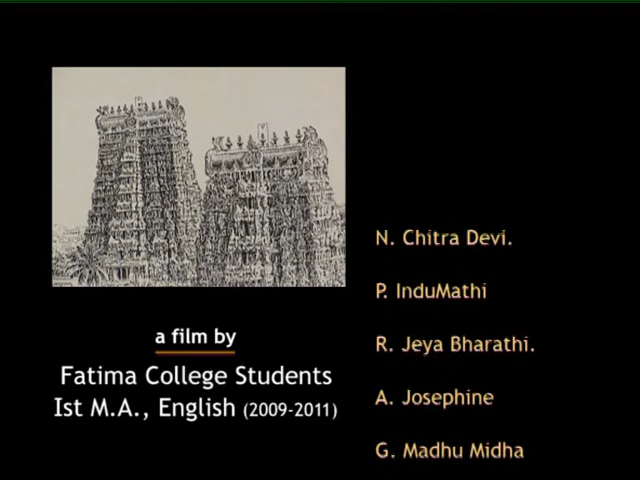 a film by
Fatima College Students
Ist M.A., English (2009-2011)
N. Chitra Devi.
P. InduMathi
R. Jeya Bharathi.
A. Josephine
G. Madhu Midha